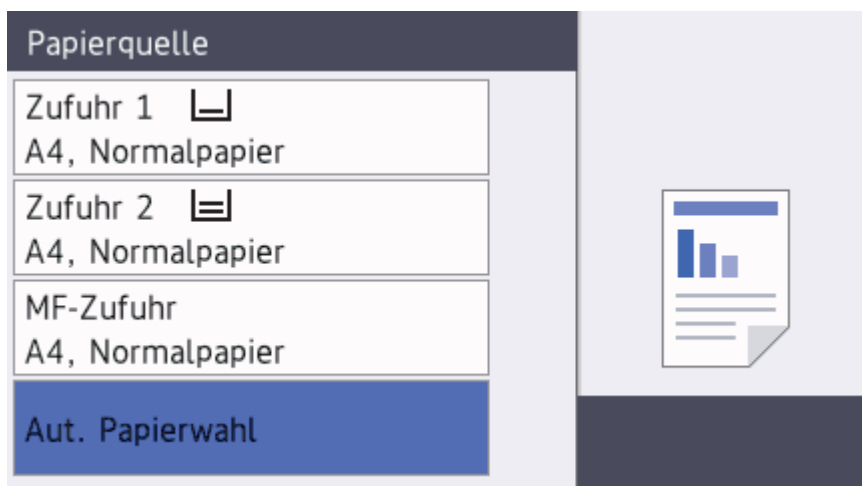 Papierquelle
Zufuhr 1
A4, Normalpapier
Zufuhr 2
A4, Normalpapier
MF-Zufuhr
A4, Normalpapier
Aut. Papierwahl